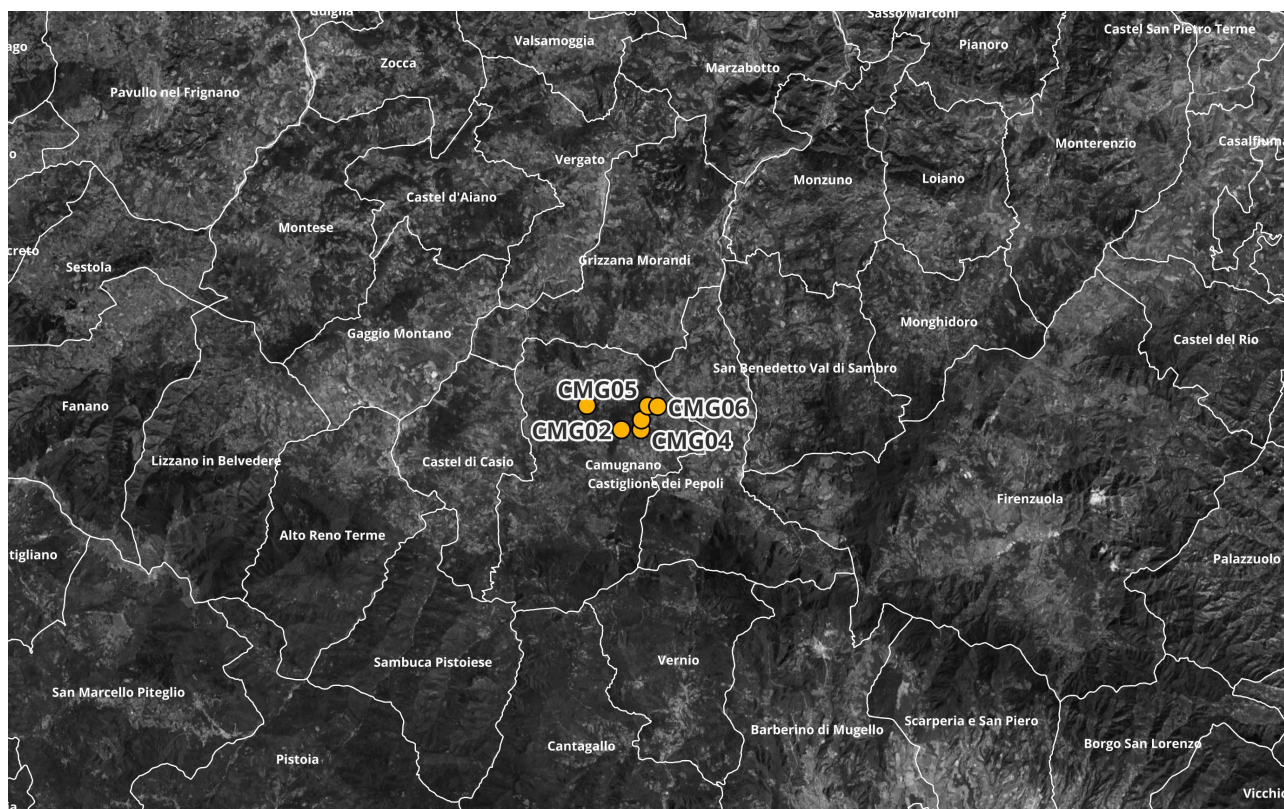 Guiglia
Sasso Marconi
Castel San Pietro Terme
Valsamoggia
Pianoro
Zocca
Marzabotto
Pavullo nel Frignano
Monterenzio
Vergato
Loiano
Monzuno
Castel d'Aiano
Montese
Grizzana Morandi
Sestola
Monghidoro
Gaggio Montano
Castel del Rio
San Benedetto Val di Sambro
CMG05
Fanano
CMG06
CMG02
CMG04
Lizzano in Belvedere
Castel di Casio
Camugnano
Castiglione dei Pepoli
Firenzuola
Alto Reno Terme
tigliano
Palazzuolo
Sambuca Pistoiese
Vernio
San Marcello Piteglio
Scarperia e San Piero
Barberino di Mugello
Borgo San Lorenzo
Cantagallo
Pistoia
Vicchi